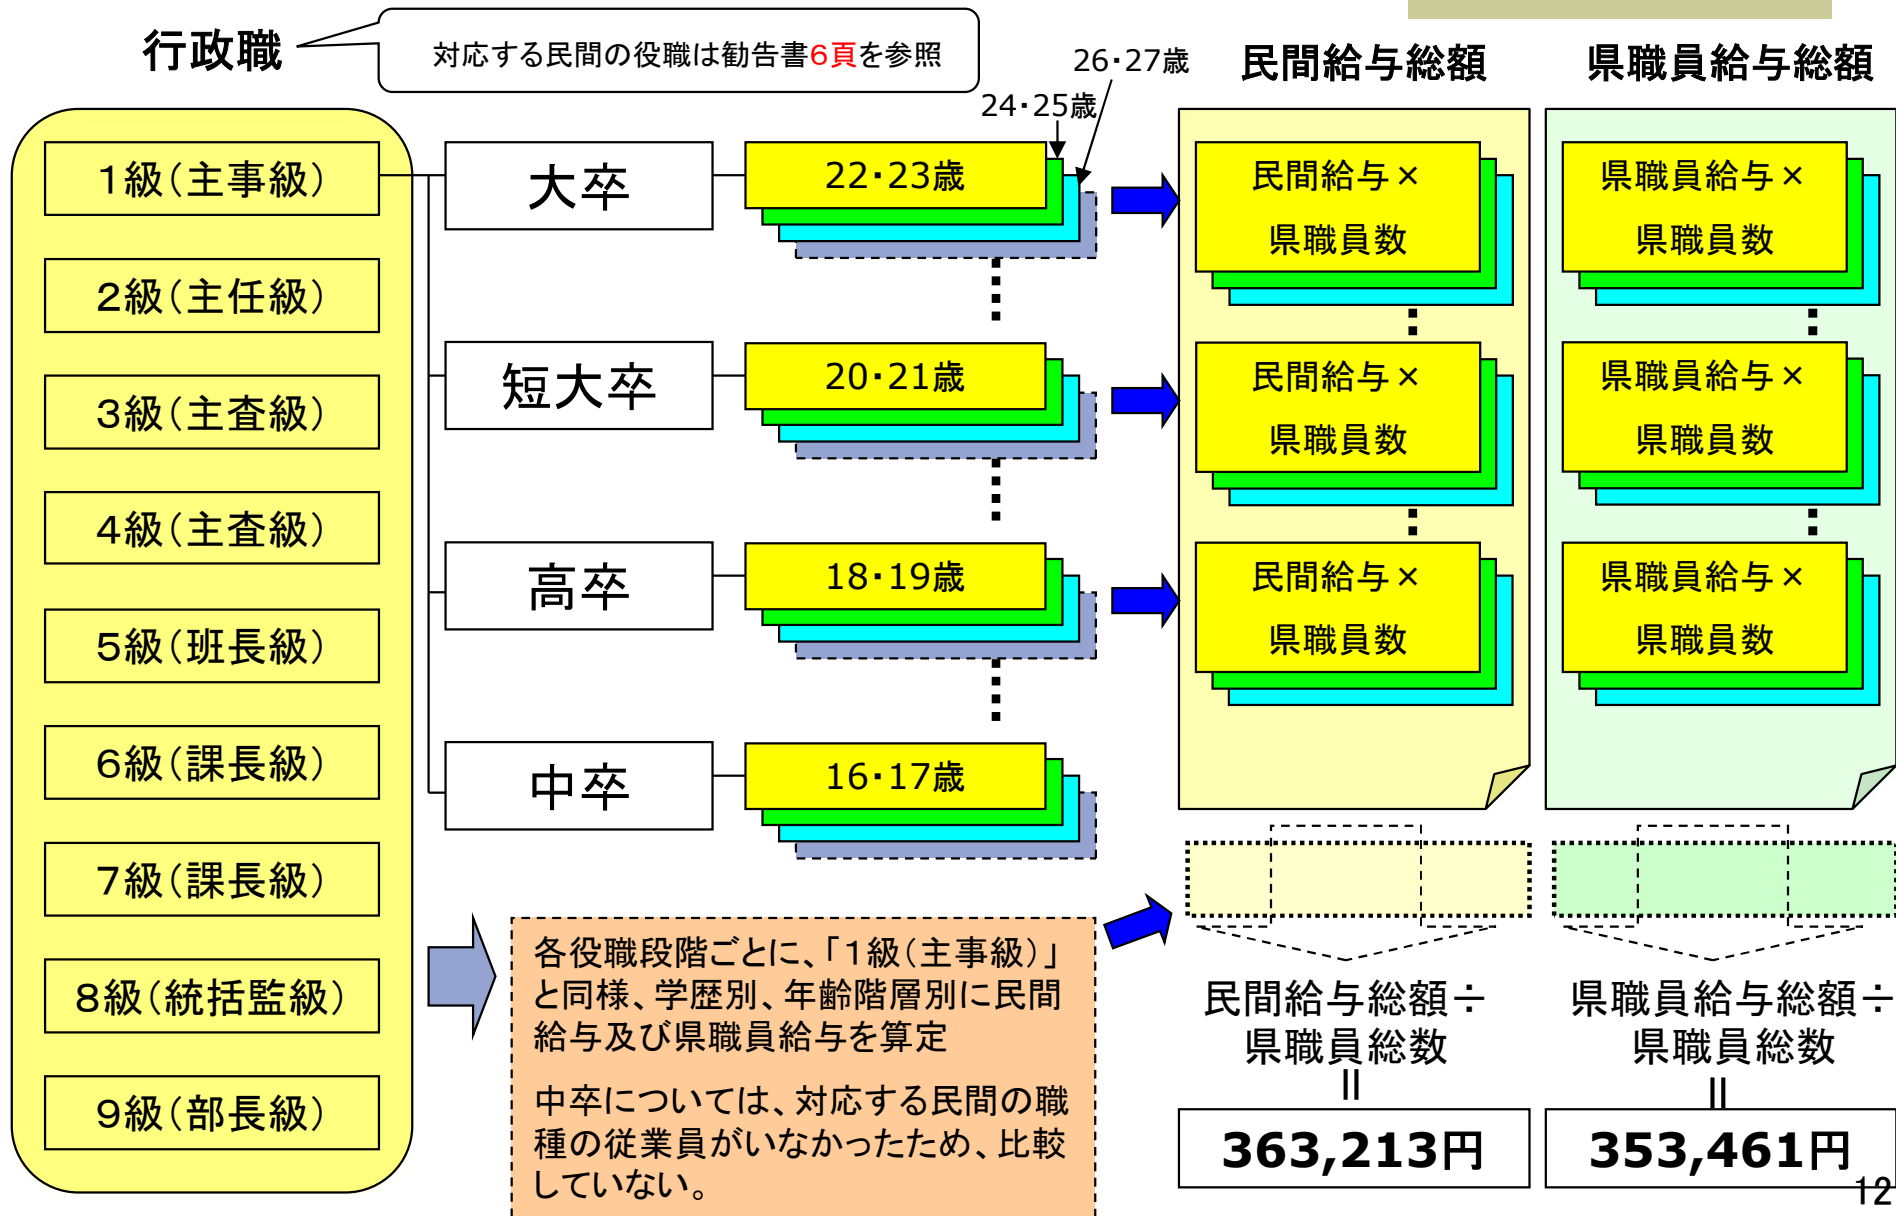 行政職
対応する民間の役職は勧告書6頁を参照
26・27歳
24・25歳
民間給与総額
県職員給与総額
1級(主事級)
2級(主任級)
3級(主査級)
4級(主査級)
5級(班長級)
6級(課長級)
7級(課長級)
8級(統括監級)
9級(部長級)
大卒
22・23歳
短大卒
20・21歳
高卒
18・19歳
中卒
16・17歳
民間給与×
県職員数
民間給与×
県職員数
民間給与×
県職員数
県職員給与×
県職員数
県職員給与×
県職員数
県職員給与×
県職員数
各役職段階ごとに、「1級(主事級)」
と同様、学歴別、年齢階層別に民間
給与及び県職員給与を算定
中卒については、対応する民間の職
種の従業員がいなかったため、比較
していない。
民間給与総額÷
県職員総数
=
363,213円
県職員給与総額÷
県職員総数
=
353,461円
12